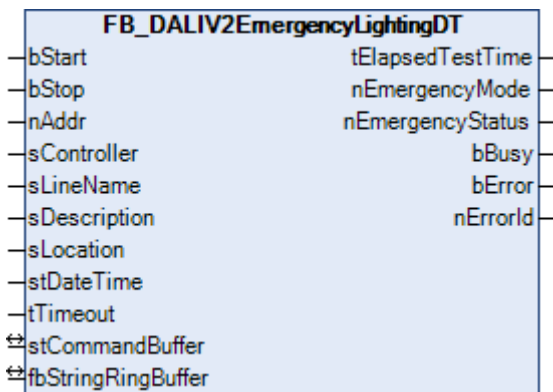 FB_DALIV2EmergencyLightingDT
bStart tElapsedTestTime
bStop nEmergencyMode
nAddr nEmergencyStatus
sController bBusy
sLineName bError
sDescription nErrorId
sLocation
stDateTime
tTimeout
stCommandBuffer
fbStringRingBuffer